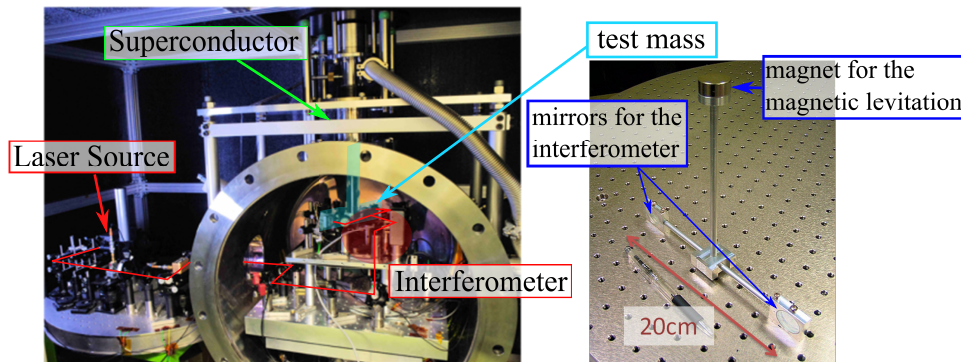 Superconductor
test mass
Laser Source
Interferometer
magnet for the
magnetic levitation
mirrors for the
interferometer
20cm